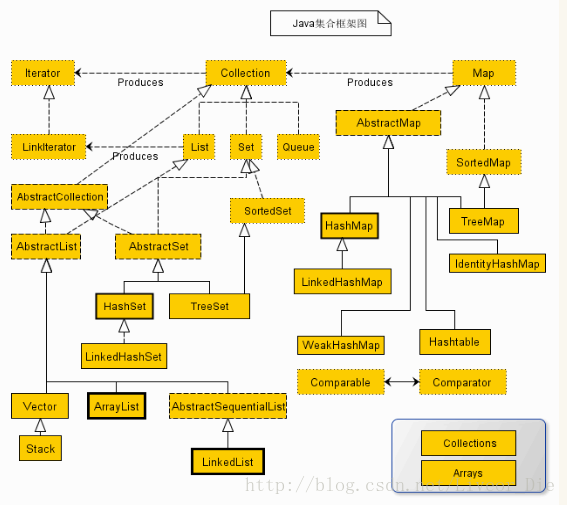 Java集合框架图
Iterator
Collection
Map
Produces
Produces
AbstractMap
LinkIterator
Produces
List
Set
Queue
SortedMap
AbstractCollection
SortedSet
HashMap
TreeMap
AbstractList
AbstractSet
IdentityHashMap
LinkedHashMap
HashSet
TreeSet
WeakHashMap
Hashtable
LinkedHashSet
Comparable
Comparator
Vector
ArrayList
AbstractSequentialList
Collections
Stack
LinkedList
Arrays
http://blog.csdn.net/
Die